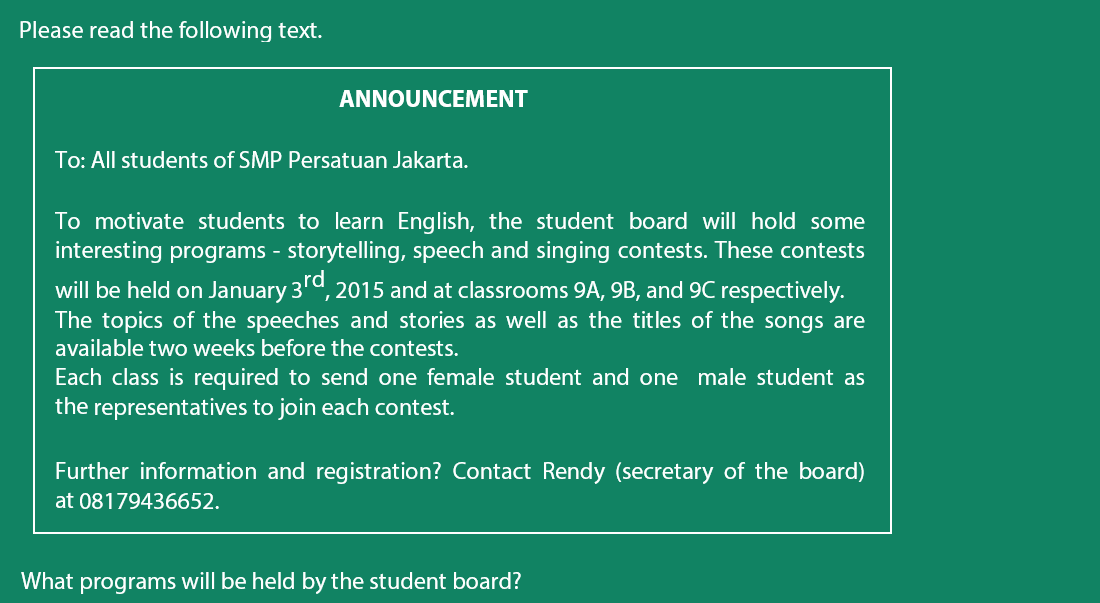 Please read the following text.
ANNOUNCEMENT
To: All students of SMP Persatuan Jakarta.
To motivate students to learn English, the student board will hold some
interesting programs - storytelling, speech and singing contests. These contests
will be held on January 3rd, 2015 and at classrooms 9A, 9B, and 9C respectively.
The topics of the speeches and stories as well as the titles of the songs are
available two weeks before the contests.
Each class is required to send one female student and one male student as
the representatives to join each contest.
Further information and registration? Contact Rendy (secretary of the board)
at 08179436652.
What programs will be held by the student board?